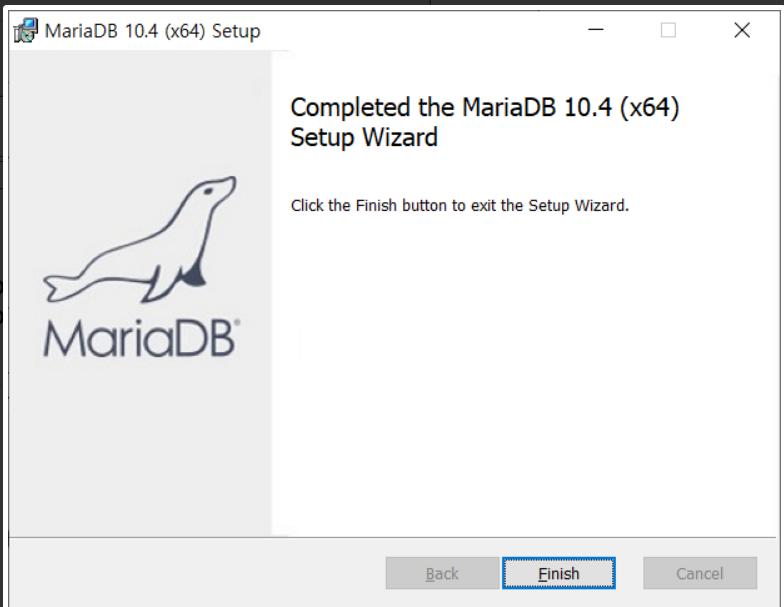 MariaDB 10.4 (x64) Setup
Completed the MariaDB 10.4 (x64)
Setup Wizard
Click the Finish button to exit the Setup Wizard.
MariaDB®
Back
Finish
Cancel